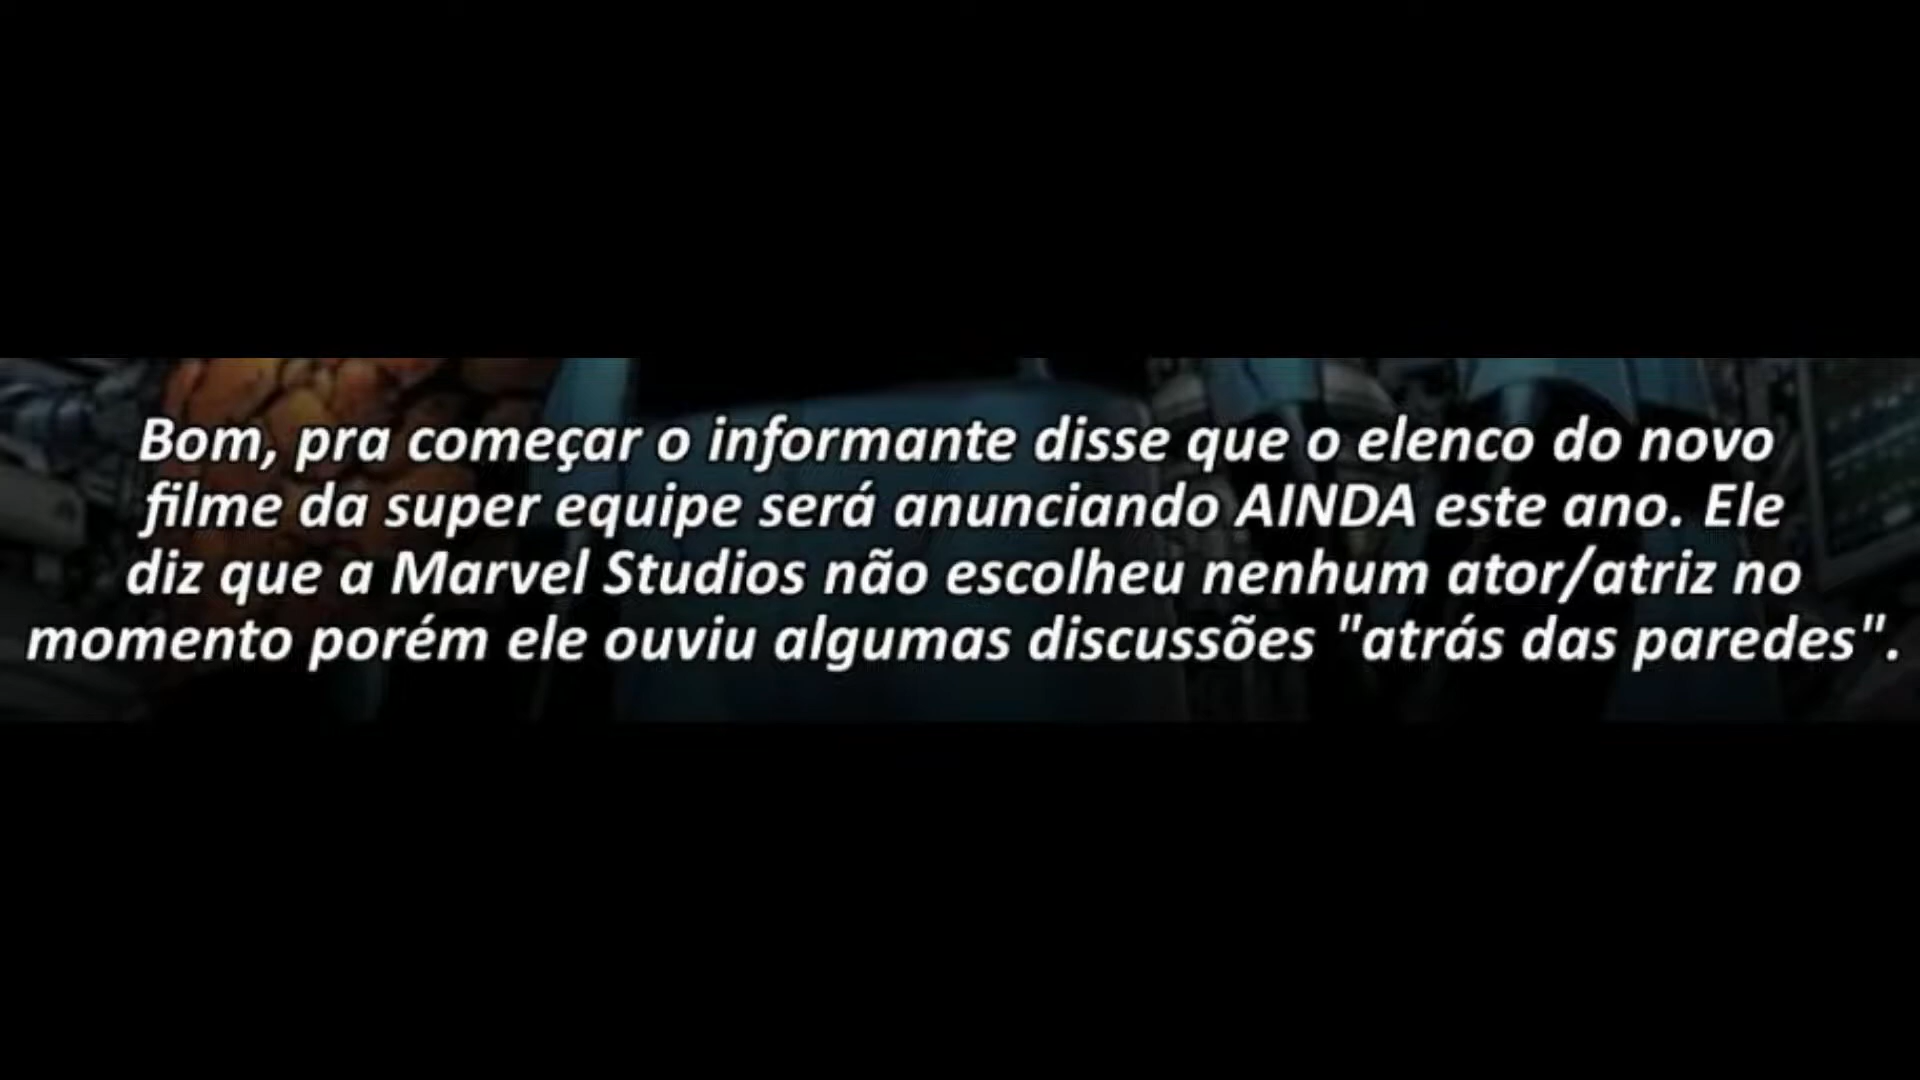 Bom, pra começar o informante disse que o elenco do novo
filme da super equipe será anunciando AINDA este ano. Ele
diz que a Marvel Studios não escolheu nenhum ator/atriz no
momento porém ele ouviu algumas discussões "atrás das paredes".